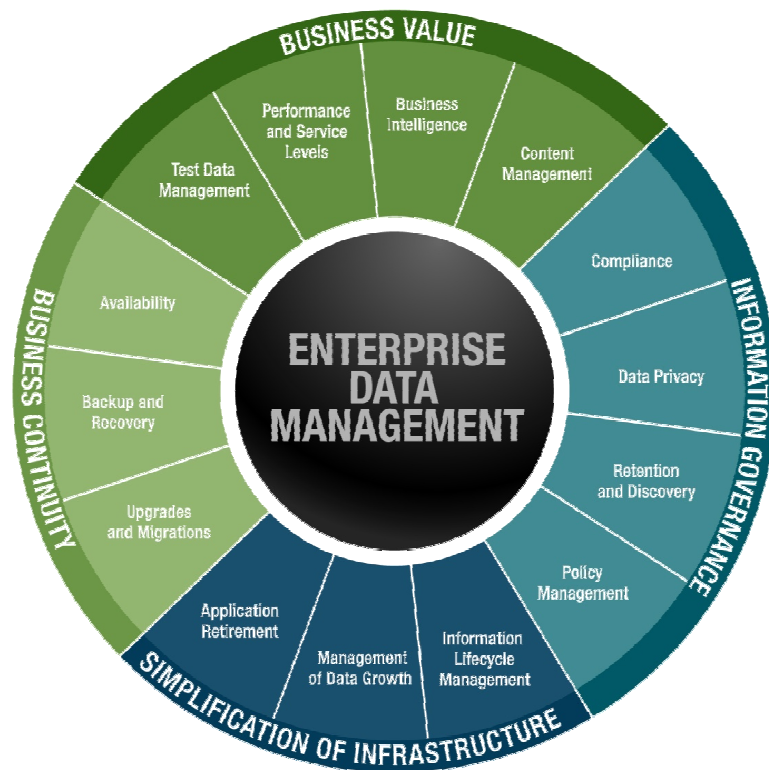 BUSINESS VALUE
Test Data
Management
Performance
and Service
Levels
Business
Intelligence
Content
Management
INFORMATION GOVERNANCE
Compliance
Data Privacy
Retention
and Discovery
Policy
Management
SIMPLIFICATION OF INFRASTRUCTURE
Information
Lifecycle
Management
Management
of Data Growth
Application
Retirement
BUSINESS CONTINUITY
Upgrades
and Migrations
Backup and
Recovery
Availability
ENTERPRISE
DATA
MANAGEMENT